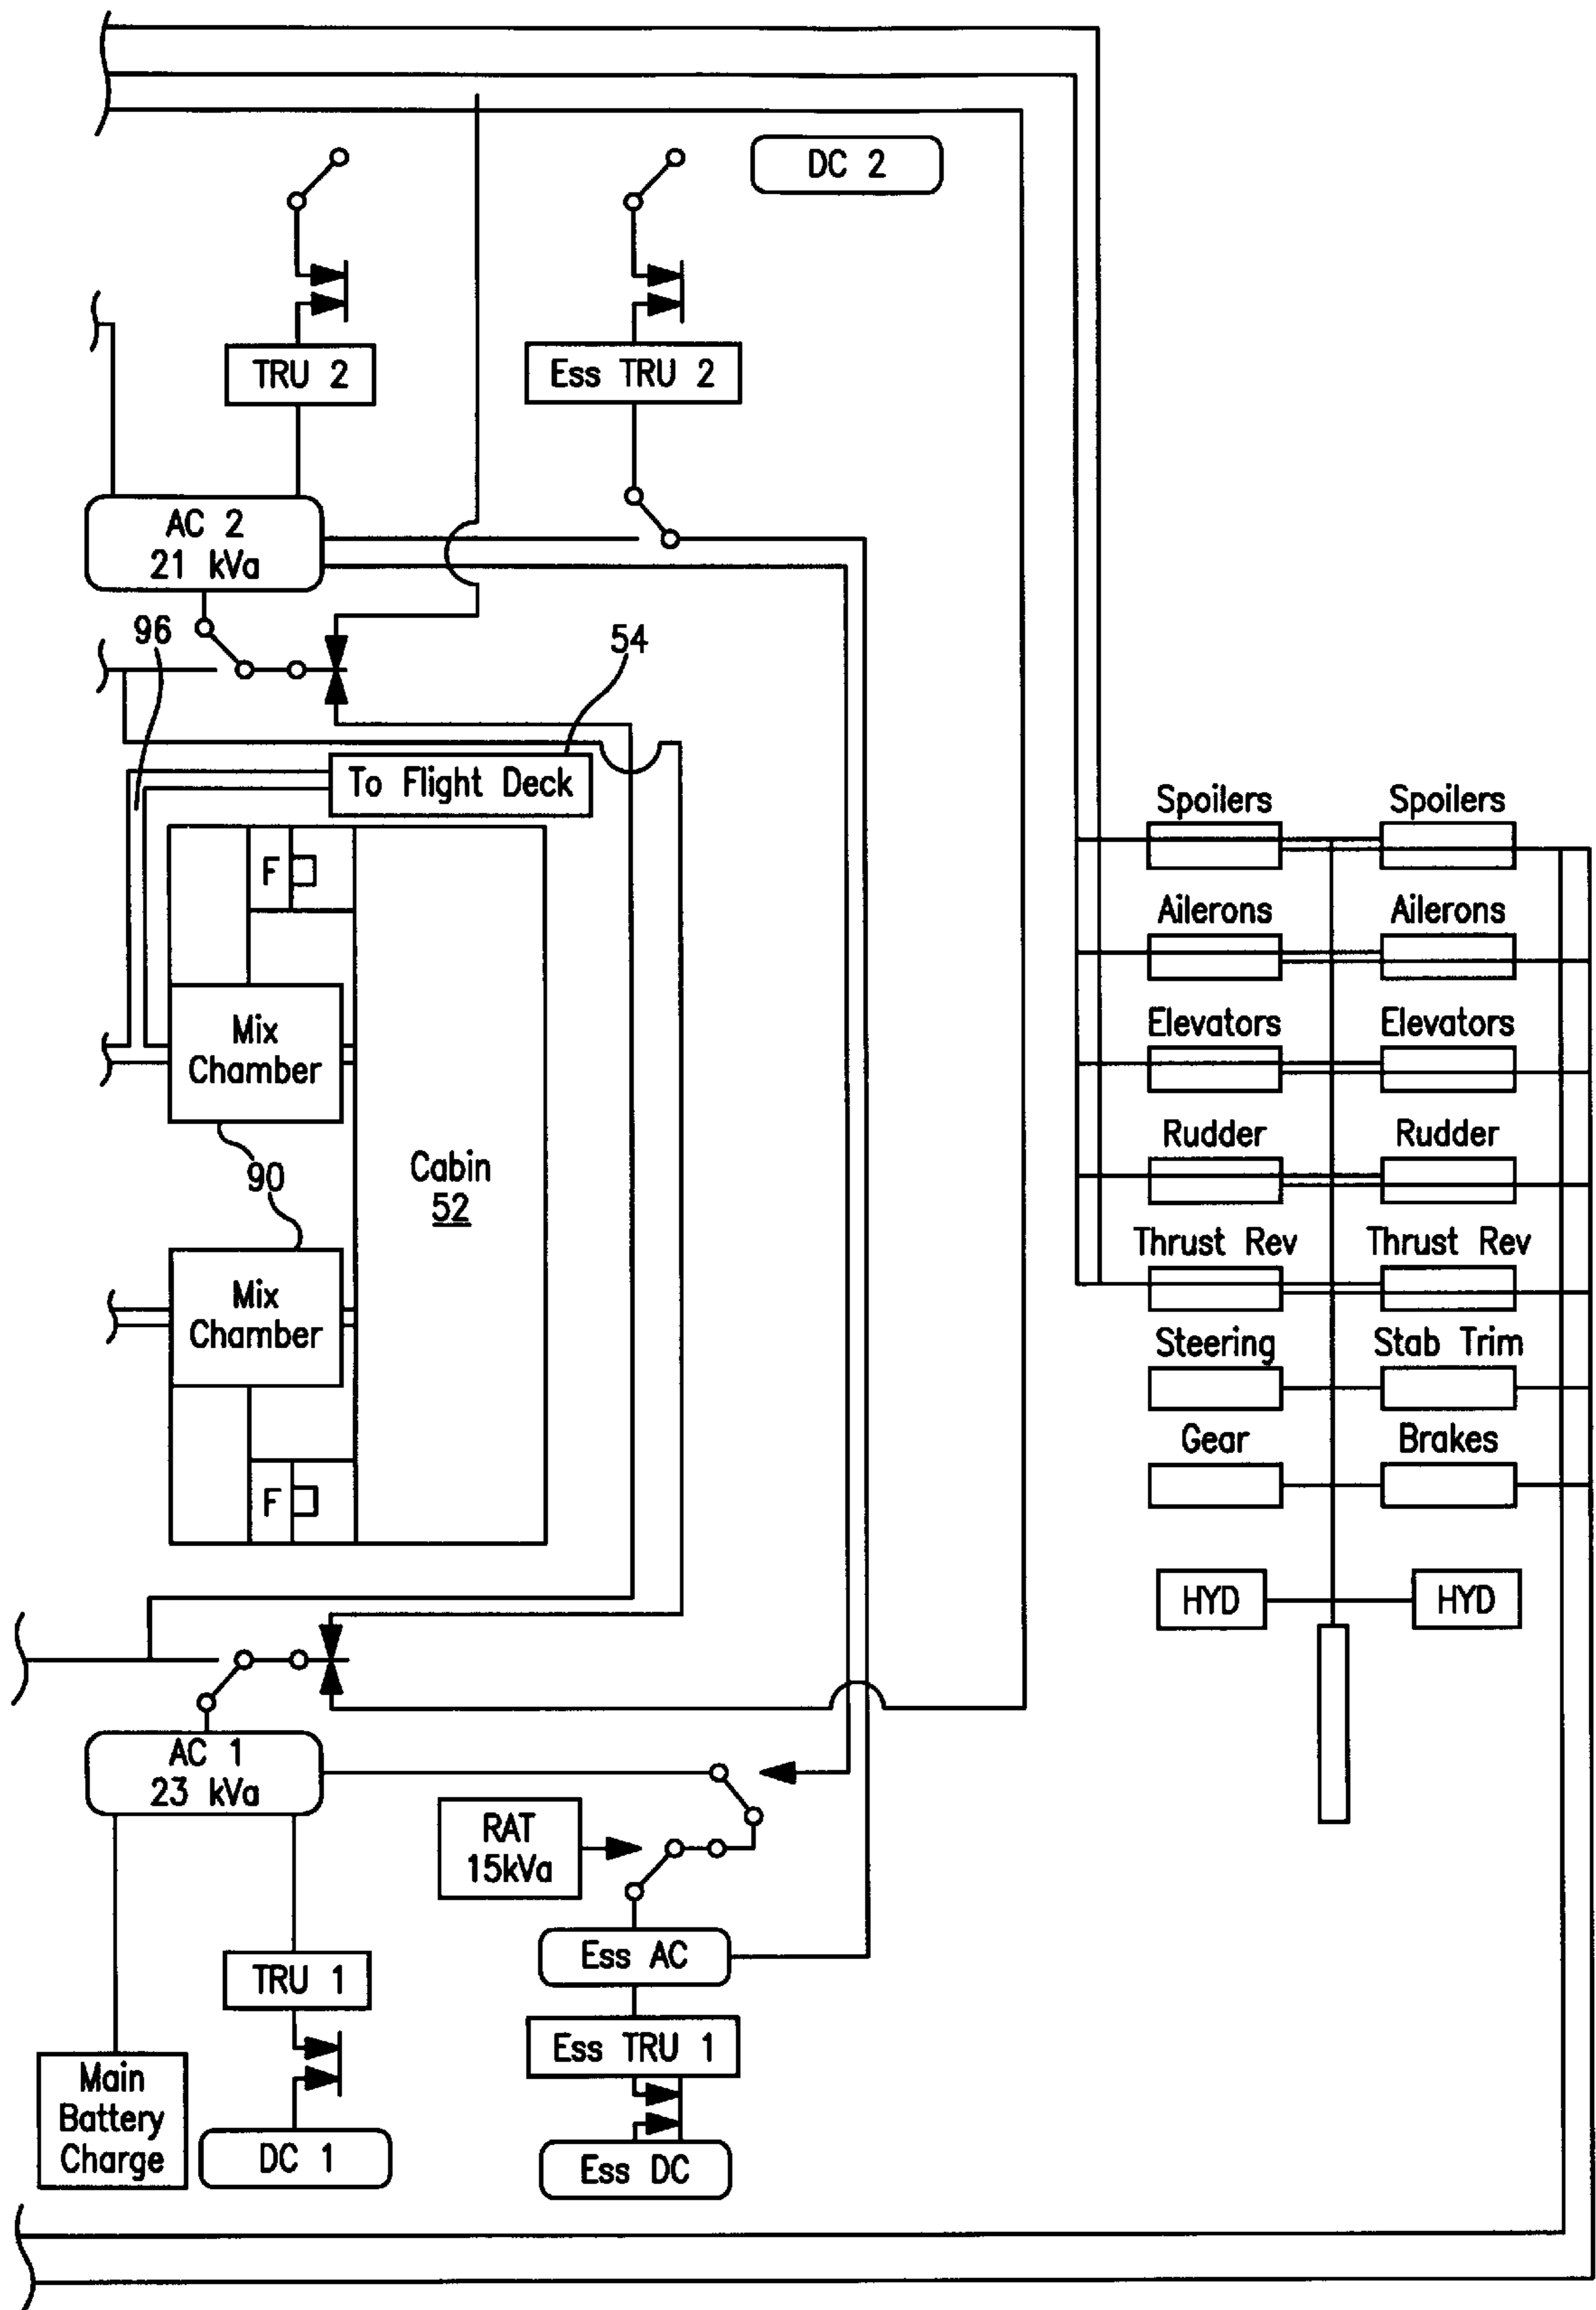 DC 2
TRU 2
Ess TRU 2
AC 2
21 kVa
96
54
To Flight Deck
F
Mix
Chamber
90
Cabin
52
Mix
Chamber
F
Spoilers
Spoilers
Ailerons
Ailerons
Elevators
Elevators
Rudder
Rudder
Thrust Rev
Thrust Rev
Steering
Stab Trim
Gear
Brakes
HYD
HYD
AC 1
23 kVa
RAT
15kVa
Ess AC
TRU 1
Ess TRU 1
Main
Battery
Charge
DC 1
Ess DC